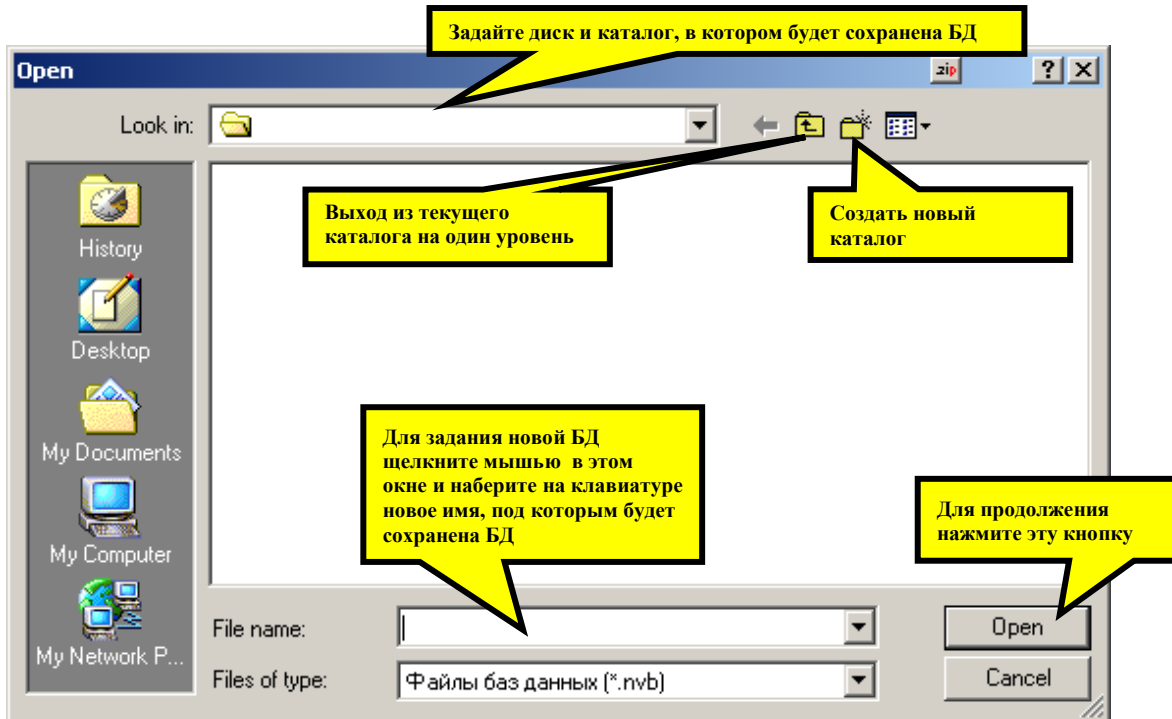 Задайте диск и каталог, в котором будет сохранена БД
Open
zip
?
Look in:
Выход из текущего
каталога на один уровень
Создать новый
каталог
History
Desktop
My Documents
My Computer
My Network P...
Для задания новой БД
щелкните мышью в этом
окне и наберите на клавиатуре
новое имя, под которым будет
сохранена БД
Для продолжения
нажмите эту кнопку
File name:
Open
Files of type:
Файлы баз данных (*.nvb)
Cancel